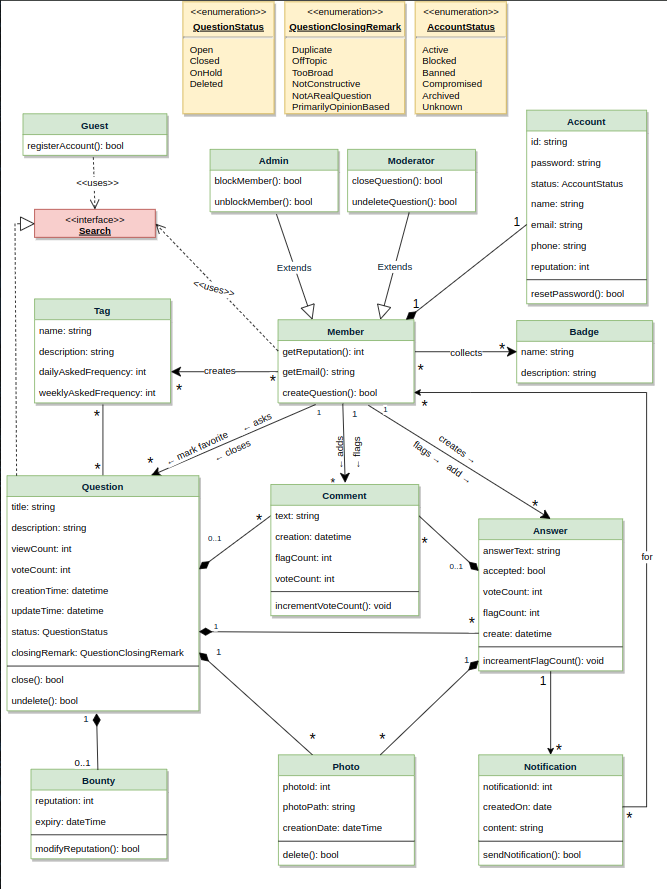 <<enumeration>>
QuestionStatus
Open
Closed
OnHold
Deleted
<<enumeration>>
QuestionClosingRemark
Duplicate
OffTopic
TooBroad
NotConstructive
NotARealQuestion
PrimarilyOpinionBased
<<enumeration>>
AccountStatus
Active
Blocked
Banned
Compromised
Archived
Unknown
Guest
registerAccount(): bool
<<uses>>
<<interface>>
Search
Admin
blockMember(): bool
unblockMember(): bool
Moderator
closeQuestion(): bool
undeleteQuestion(): bool
Account
id: string
password: string
status: AccountStatus
name: string
email: string
phone: string
reputation: int
resetPassword(): bool
Extends
Extends
1
1
<<uses>>
Tag
name: string
description: string
dailyAskedFrequency: int
weeklyAskedFrequency: int
creates
*
*
Member
getReputation(): int
getEmail(): string
createQuestion(): bool
collects
*
*
Badge
name: string
description: string
*
*
*
← mark favorite
← asks
← closes
1
*
1
← adds
← flags
*
1
creates →
flags →
add →
*
*
Question
title: string
description: string
viewCount: int
voteCount: int
creationTime: datetime
updateTime: datetime
status: QuestionStatus
closingRemark: QuestionClosingRemark
close(): bool
undelete(): bool
0..1
*
Comment
text: string
creation: datetime
flagCount: int
voteCount: int
incrementVoteCount(): void
*
0..1
Answer
answerText: string
accepted: bool
voteCount: int
flagCount: int
create: datetime
increamentFlagCount(): void
for
1
*
1
*
1
*
1
*
1
0..1
Bounty
reputation: int
expiry: dateTime
modifyReputation(): bool
Photo
photoId: int
photoPath: string
creationDate: dateTime
delete(): bool
Notification
notificationId: int
createdOn: date
content: string
sendNotification(): bool
*